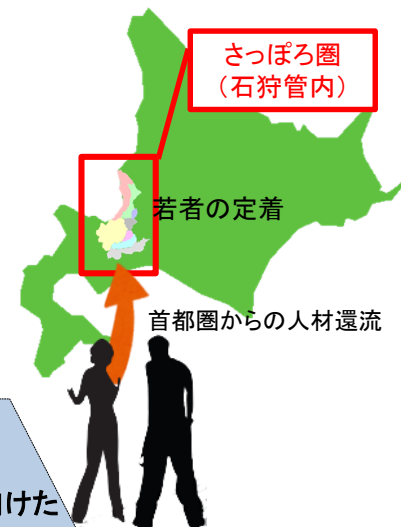 さっぽろ圏
（石狩管内）
若者の定着
首都圏からの人材還流
けた